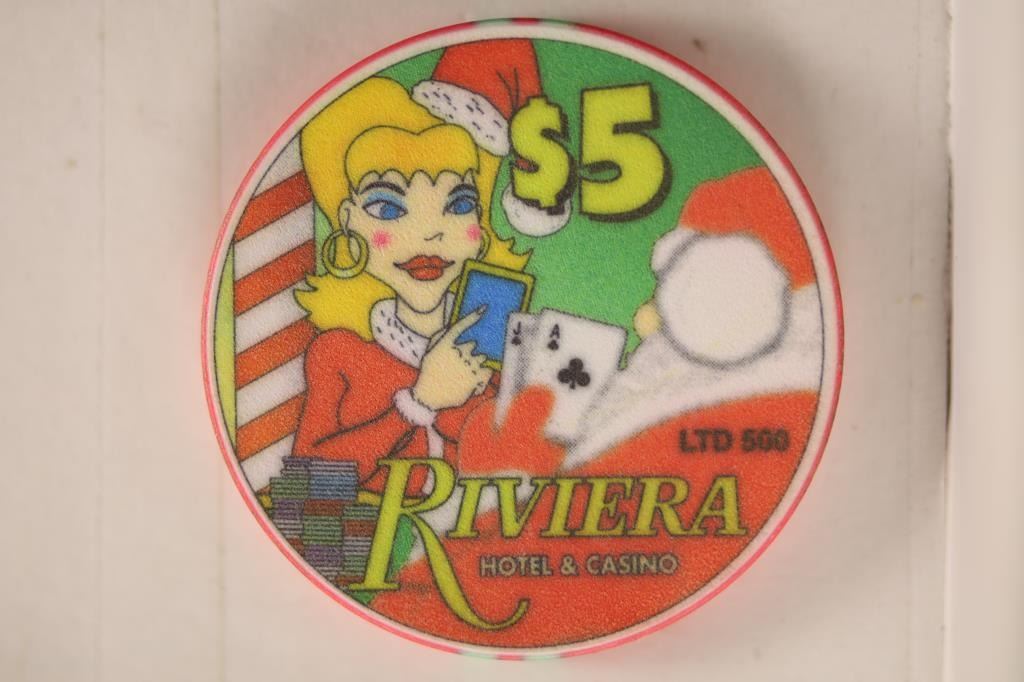 $5
J
A
LTD 500
RIVIERA
HOTEL & CASINO